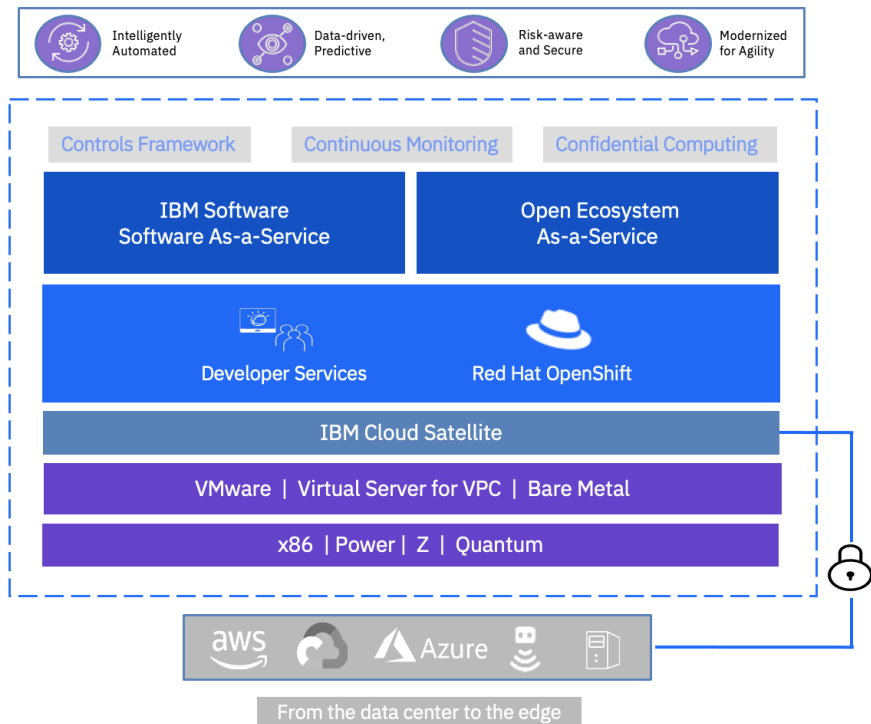 Intelligently
Automated
Data-driven,
Predictive
Risk-aware
and Secure
Modernized
for Agility
Controls Framework
Continuous Monitoring
Confidential Computing
IBM Software
Software As-a-Service
Open Ecosystem
As-a-Service
Developer Services
Red Hat OpenShift
IBM Cloud Satellite
VMware | Virtual Server for VPC | Bare Metal
x86 | Power | Z | Quantum
aws
Azure
From the data center to the edge